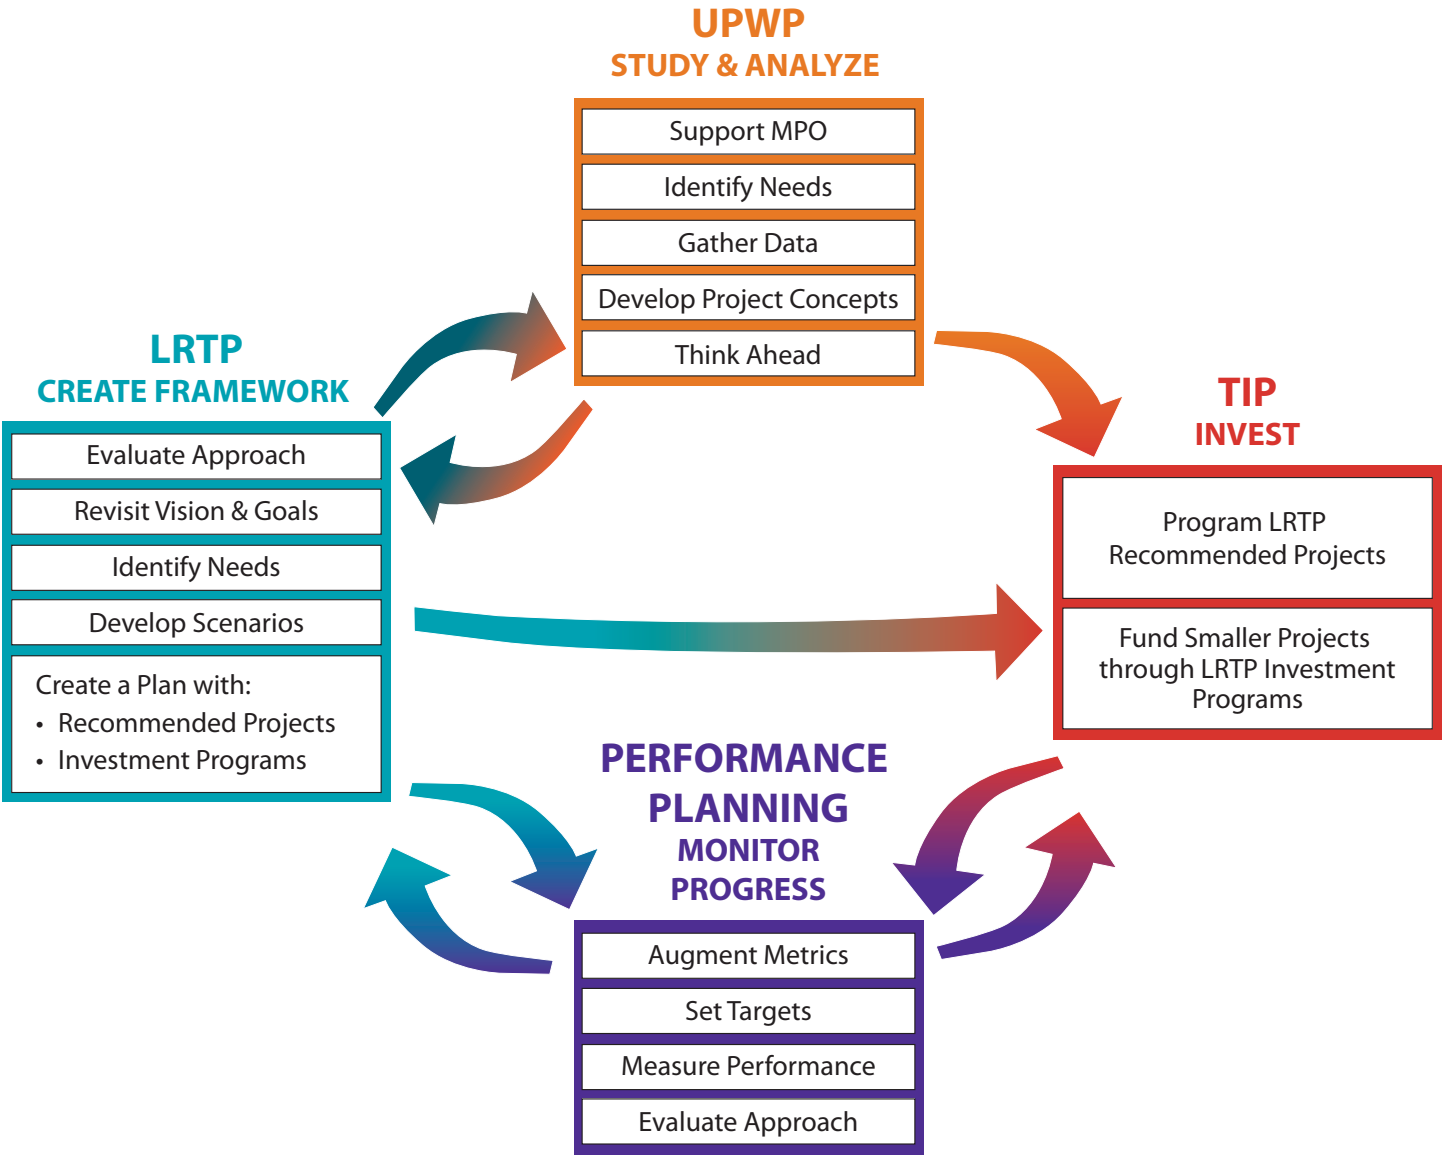 UPWP
STUDY & ANALYZE
Support MPO
Identify Needs
Gather Data
Develop Project Concepts
Think Ahead
LRTP
CREATE FRAMEWORK
Evaluate Approach
Revisit Vision & Goals
Identify Needs
Develop Scenarios
Create a Plan with:
• Recommended Projects
• Investment Programs
TIP
INVEST
Program LRTP
Recommended Projects
Fund Smaller Projects
through LRTP Investment
Programs
PERFORMANCE
PLANNING
MONITOR
PROGRESS
Augment Metrics
Set Targets
Measure Performance
Evaluate Approach